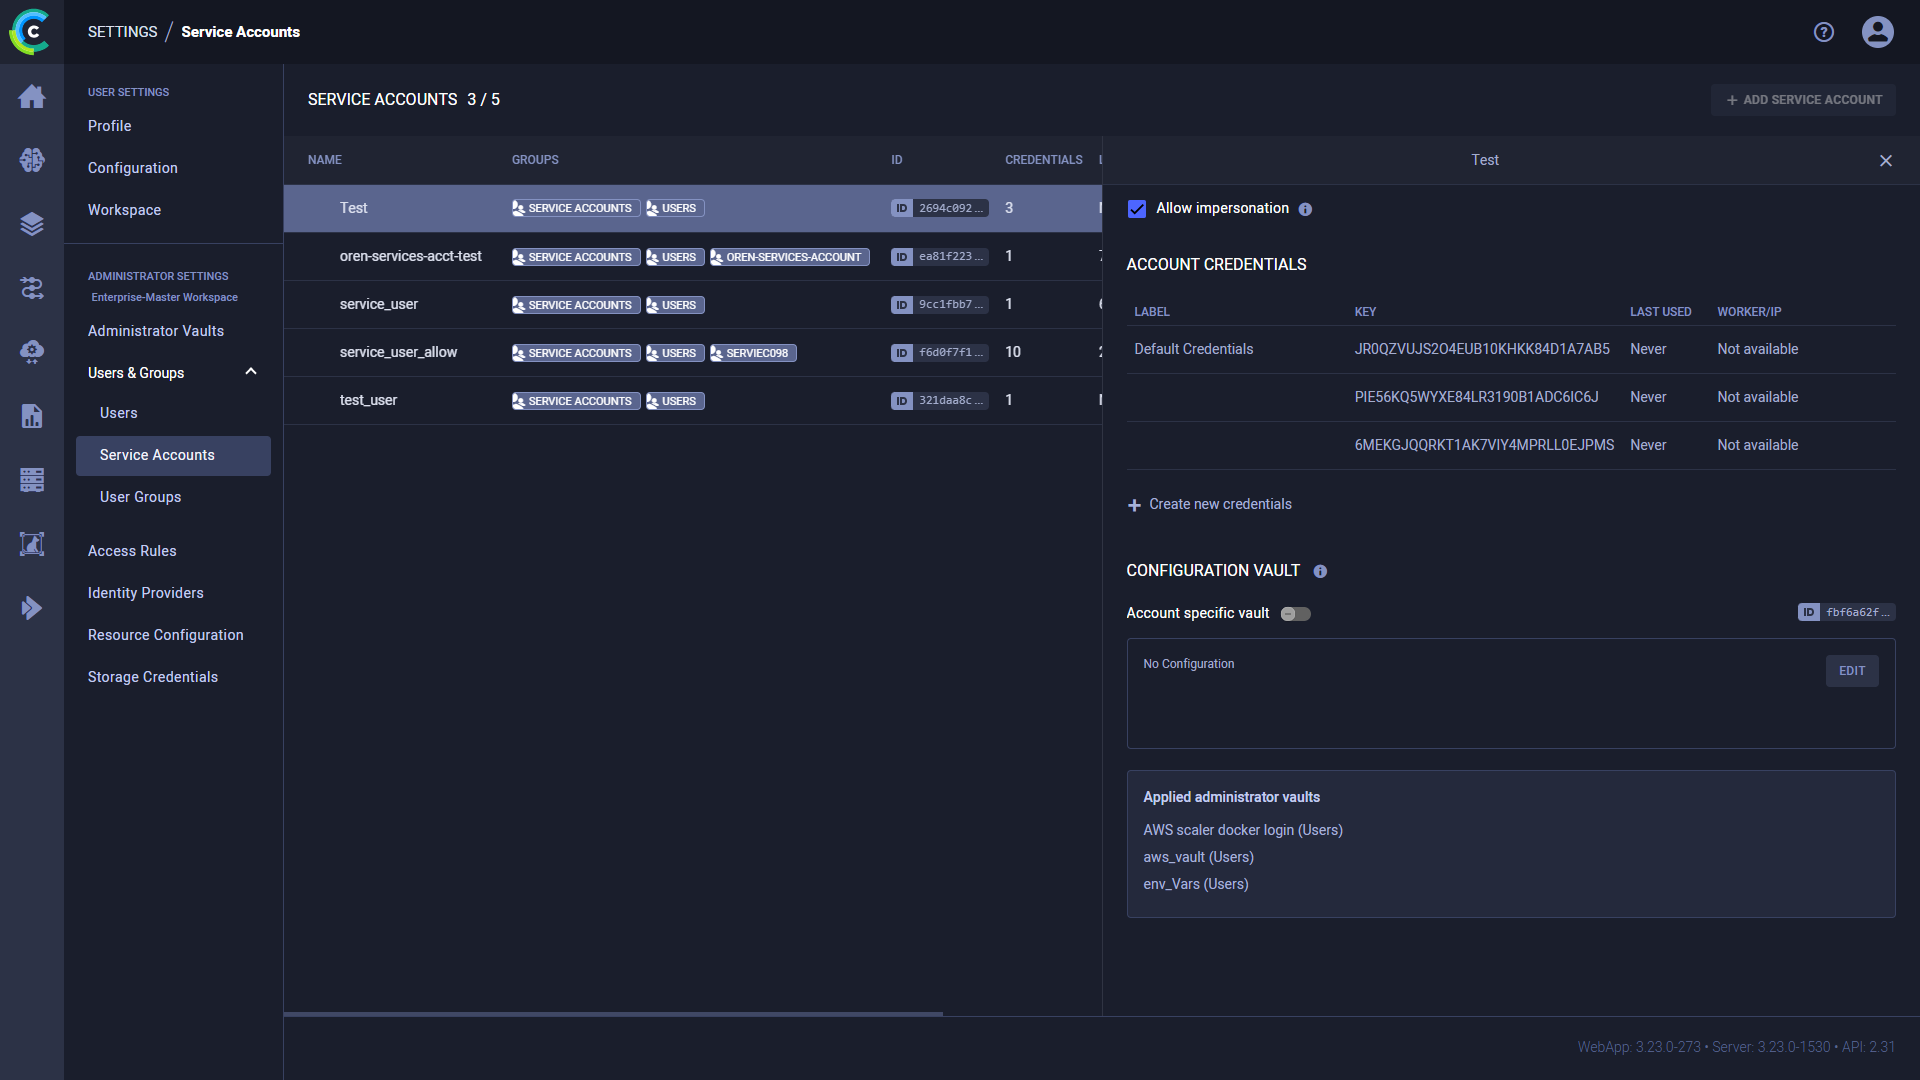 SETTINGS / Service Accounts
USER SETTINGS
Profile
Configuration
Workspace
ADMINISTRATOR SETTINGS
Enterprise-Master Workspace
Administrator Vaults
Users & Groups
Users
Service Accounts
User Groups
Access Rules
Identity Providers
Resource Configuration
Storage Credentials
SERVICE ACCOUNTS 3 / 5
+ ADD SERVICE ACCOUNT
NAME GROUPS ID CREDENTIALS
Test SERVICE ACCOUNTS USERS ID 2694c092... 3
oren-services-acct-test SERVICE ACCOUNTS USERS OREN-SERVICES-ACCOUNT ID ea81f223... 1
service_user SERVICE ACCOUNTS USERS ID 9cc1fbb7... 1
service_user_allow SERVICE ACCOUNTS USERS SERVIEC098 ID f6d0f7f1... 10
test_user SERVICE ACCOUNTS USERS ID 321daa8c... 1
Test
Allow impersonation
ACCOUNT CREDENTIALS
LABEL KEY LAST USED WORKER/IP
Default Credentials JR0QZVUJS2O4EUB10KHKK84D1A7AB5 Never Not available
PIE56KQ5WYXE84LR3190B1ADC6IC6J Never Not available
6MEKGJQQRKT1AK7VIY4MPRLL0EJPMS Never Not available
+ Create new credentials
CONFIGURATION VAULT
Account specific vault ID fbf6a62f...
No Configuration
EDIT
Applied administrator vaults
AWS scaler docker login (Users)
aws_vault (Users)
env_Vars (Users)
WebApp: 3.23.0-273 • Server: 3.23.0-1530 • API: 2.31